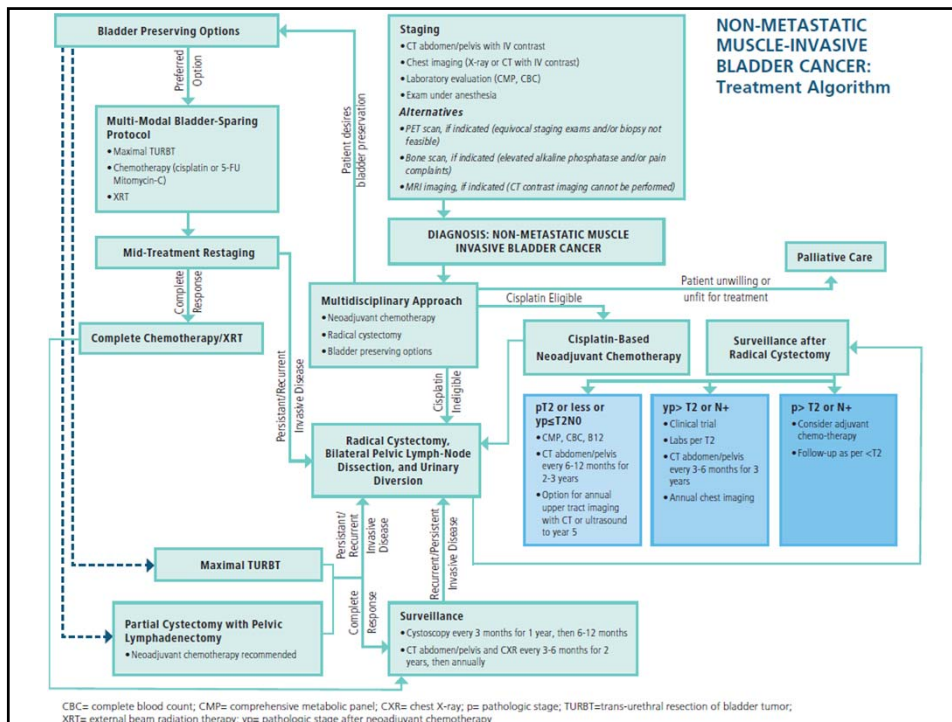 NON-METASTATIC
MUSCLE-INVASIVE
BLADDER CANCER:
Treatment Algorithm
Bladder Preserving Options
Preferred
Option
Multi-Modal Bladder-Sparing
Protocol
• Maximal TURBT
• Chemotherapy (cisplatin or 5-FU
Mitomycin-C)
• XRT
Mid-Treatment Restaging
Complete
Response
Complete Chemotherapy/XRT
Persistant/Recurrent
Invasive Disease
Patient desires
bladder preservation
Staging
• CT abdomen/pelvis with IV contrast
• Chest imaging (X-ray or CT with IV contrast)
• Laboratory evaluation (CMP, CBC)
• Exam under anesthesia
Alternatives
• PET scan, if indicated (equivocal staging exams and/or biopsy not
feasible)
• Bone scan, if indicated (elevated alkaline phosphatase and/or pain
complaints)
• MRI imaging, if indicated (CT contrast imaging cannot be performed)
DIAGNOSIS: NON-METASTATIC MUSCLE
INVASIVE BLADDER CANCER
Multidisciplinary Approach
• Neoadjuvant chemotherapy
• Radical cystectomy
• Bladder preserving options
Patient unwilling or
unfit for treatment
Palliative Care
Cisplatin Eligible
Cisplatin-Based
Neoadjuvant Chemotherapy
Surveillance after
Radical Cystectomy
Cisplatin
Ineligible
Radical Cystectomy,
Bilateral Pelvic Lymph-Node
Dissection, and Urinary
Diversion
pT2 or less or
yp≤T2N0
• CMP, CBC, B12
• CT abdomen/pelvis
every 6-12 months for
2-3 years
• Option for annual
upper tract imaging
with CT or ultrasound
to year 5
yp> T2 or N+
• Clinical trial
• Labs per T2
• CT abdomen/pelvis
every 3-6 months for 3
years
• Annual chest imaging
p> T2 or N+
• Consider adjuvant
chemo-therapy
• Follow-up as per <T2
Maximal TURBT
Partial Cystectomy with Pelvic
Lymphadenectomy
• Neoadjuvant chemotherapy recommended
Persistant/
Recurrent
Invasive
Disease
Complete
Response
Recurrent/Persistent
Invasive Disease
Surveillance
• Cystoscopy every 3 months for 1 year, then 6-12 months
• CT abdomen/pelvis and CXR every 3-6 months for 2
years, then annually
CBC= complete blood count; CMP= comprehensive metabolic panel; CXR= chest X-ray; p= pathologic stage; TURBT=trans-urethral resection of bladder tumor;
XRT= external beam radiation therapy; yp= pathologic stage after neoadjuvant chemotherapy